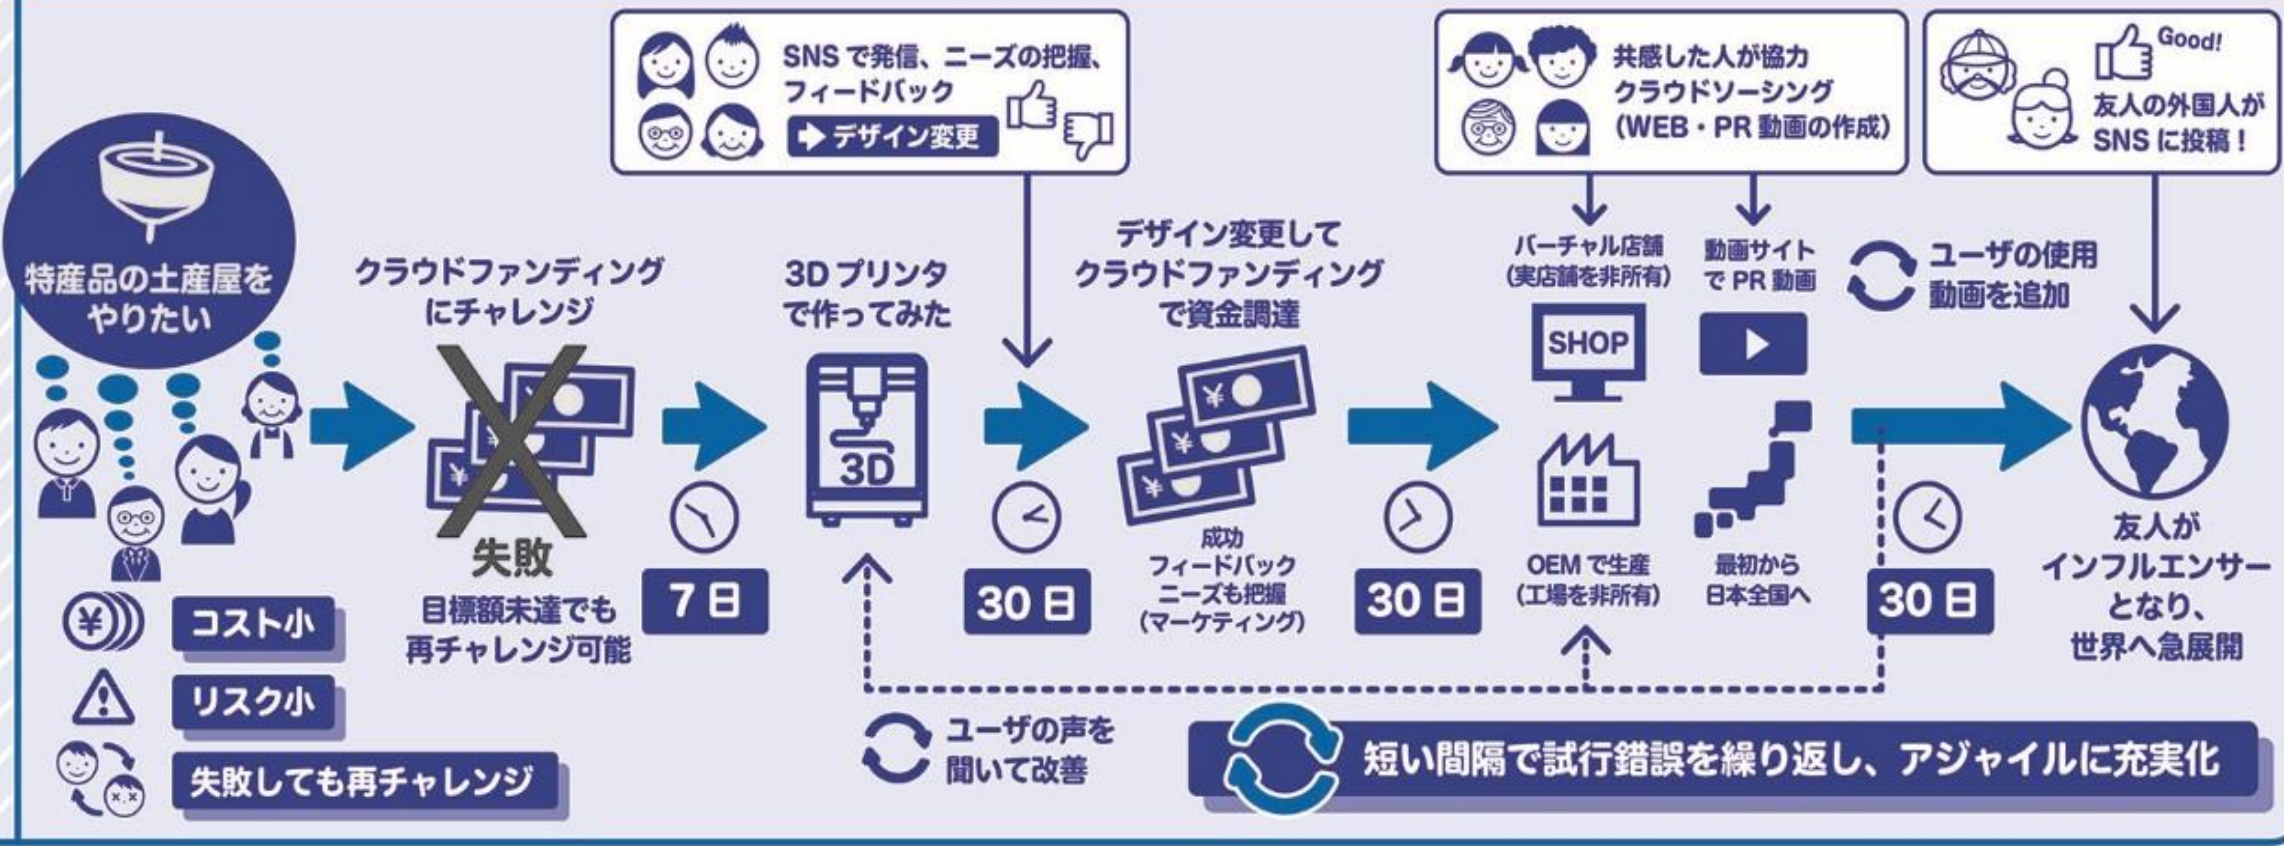 SNS で発信、ニーズの把握、
フィードバック
デザイン変更
共感した人が協力
クラウドソーシング
(WEB・PR 動画の作成)
Good!
友人の外国人が
SNS に投稿！
特産品の土産屋を
やりたい
クラウドファンディング
にチャレンジ
失敗
目標額未達でも
再チャレンジ可能
7日
3D プリンタ
で作ってみた
3D
30日
デザイン変更して
クラウドファンディング
で資金調達
成功
フィードバック
ニーズも把握
(マーケティング)
30日
バーチャル店舗
(実店舗を非所有)
SHOP
動画サイト
で PR 動画
OEM で生産
(工場を非所有)
最初から
日本全国へ
ユーザの使用
動画を追加
30日
友人が
インフルエンサー
となり、
世界へ急展開
¥
コスト小
リスク小
失敗しても再チャレンジ
ユーザの声を
聞いて改善
短い間隔で試行錯誤を繰り返し、アジャイルに充実化